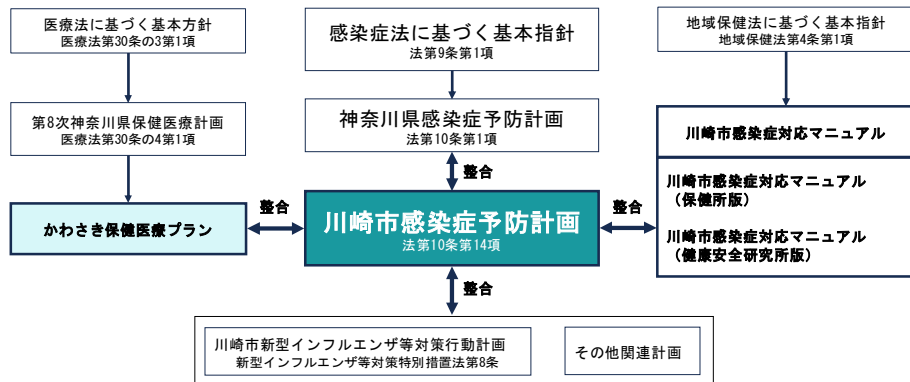 医療法に基づく基本方針
医療法第30条の3第1項
感染症法に基づく基本指針
法第9条第1項
地域保健法に基づく基本指針
地域保健法第4条第1項
第8次神奈川県保健医療計画
医療法第30条の4第1項
神奈川県感染症予防計画
法第10条第1項
川崎市感染症対応マニュアル
整合
川崎市感染症対応マニュアル
（保健所版）
川崎市感染症対応マニュアル
（健康安全研究所版）
かわさき保健医療プラン
整合
川崎市感染症予防計画
法第10条第14項
整合
整合
川崎市新型インフルエンザ等対策行動計画
新型インフルエンザ等対策特別措置法第8条
その他関連計画